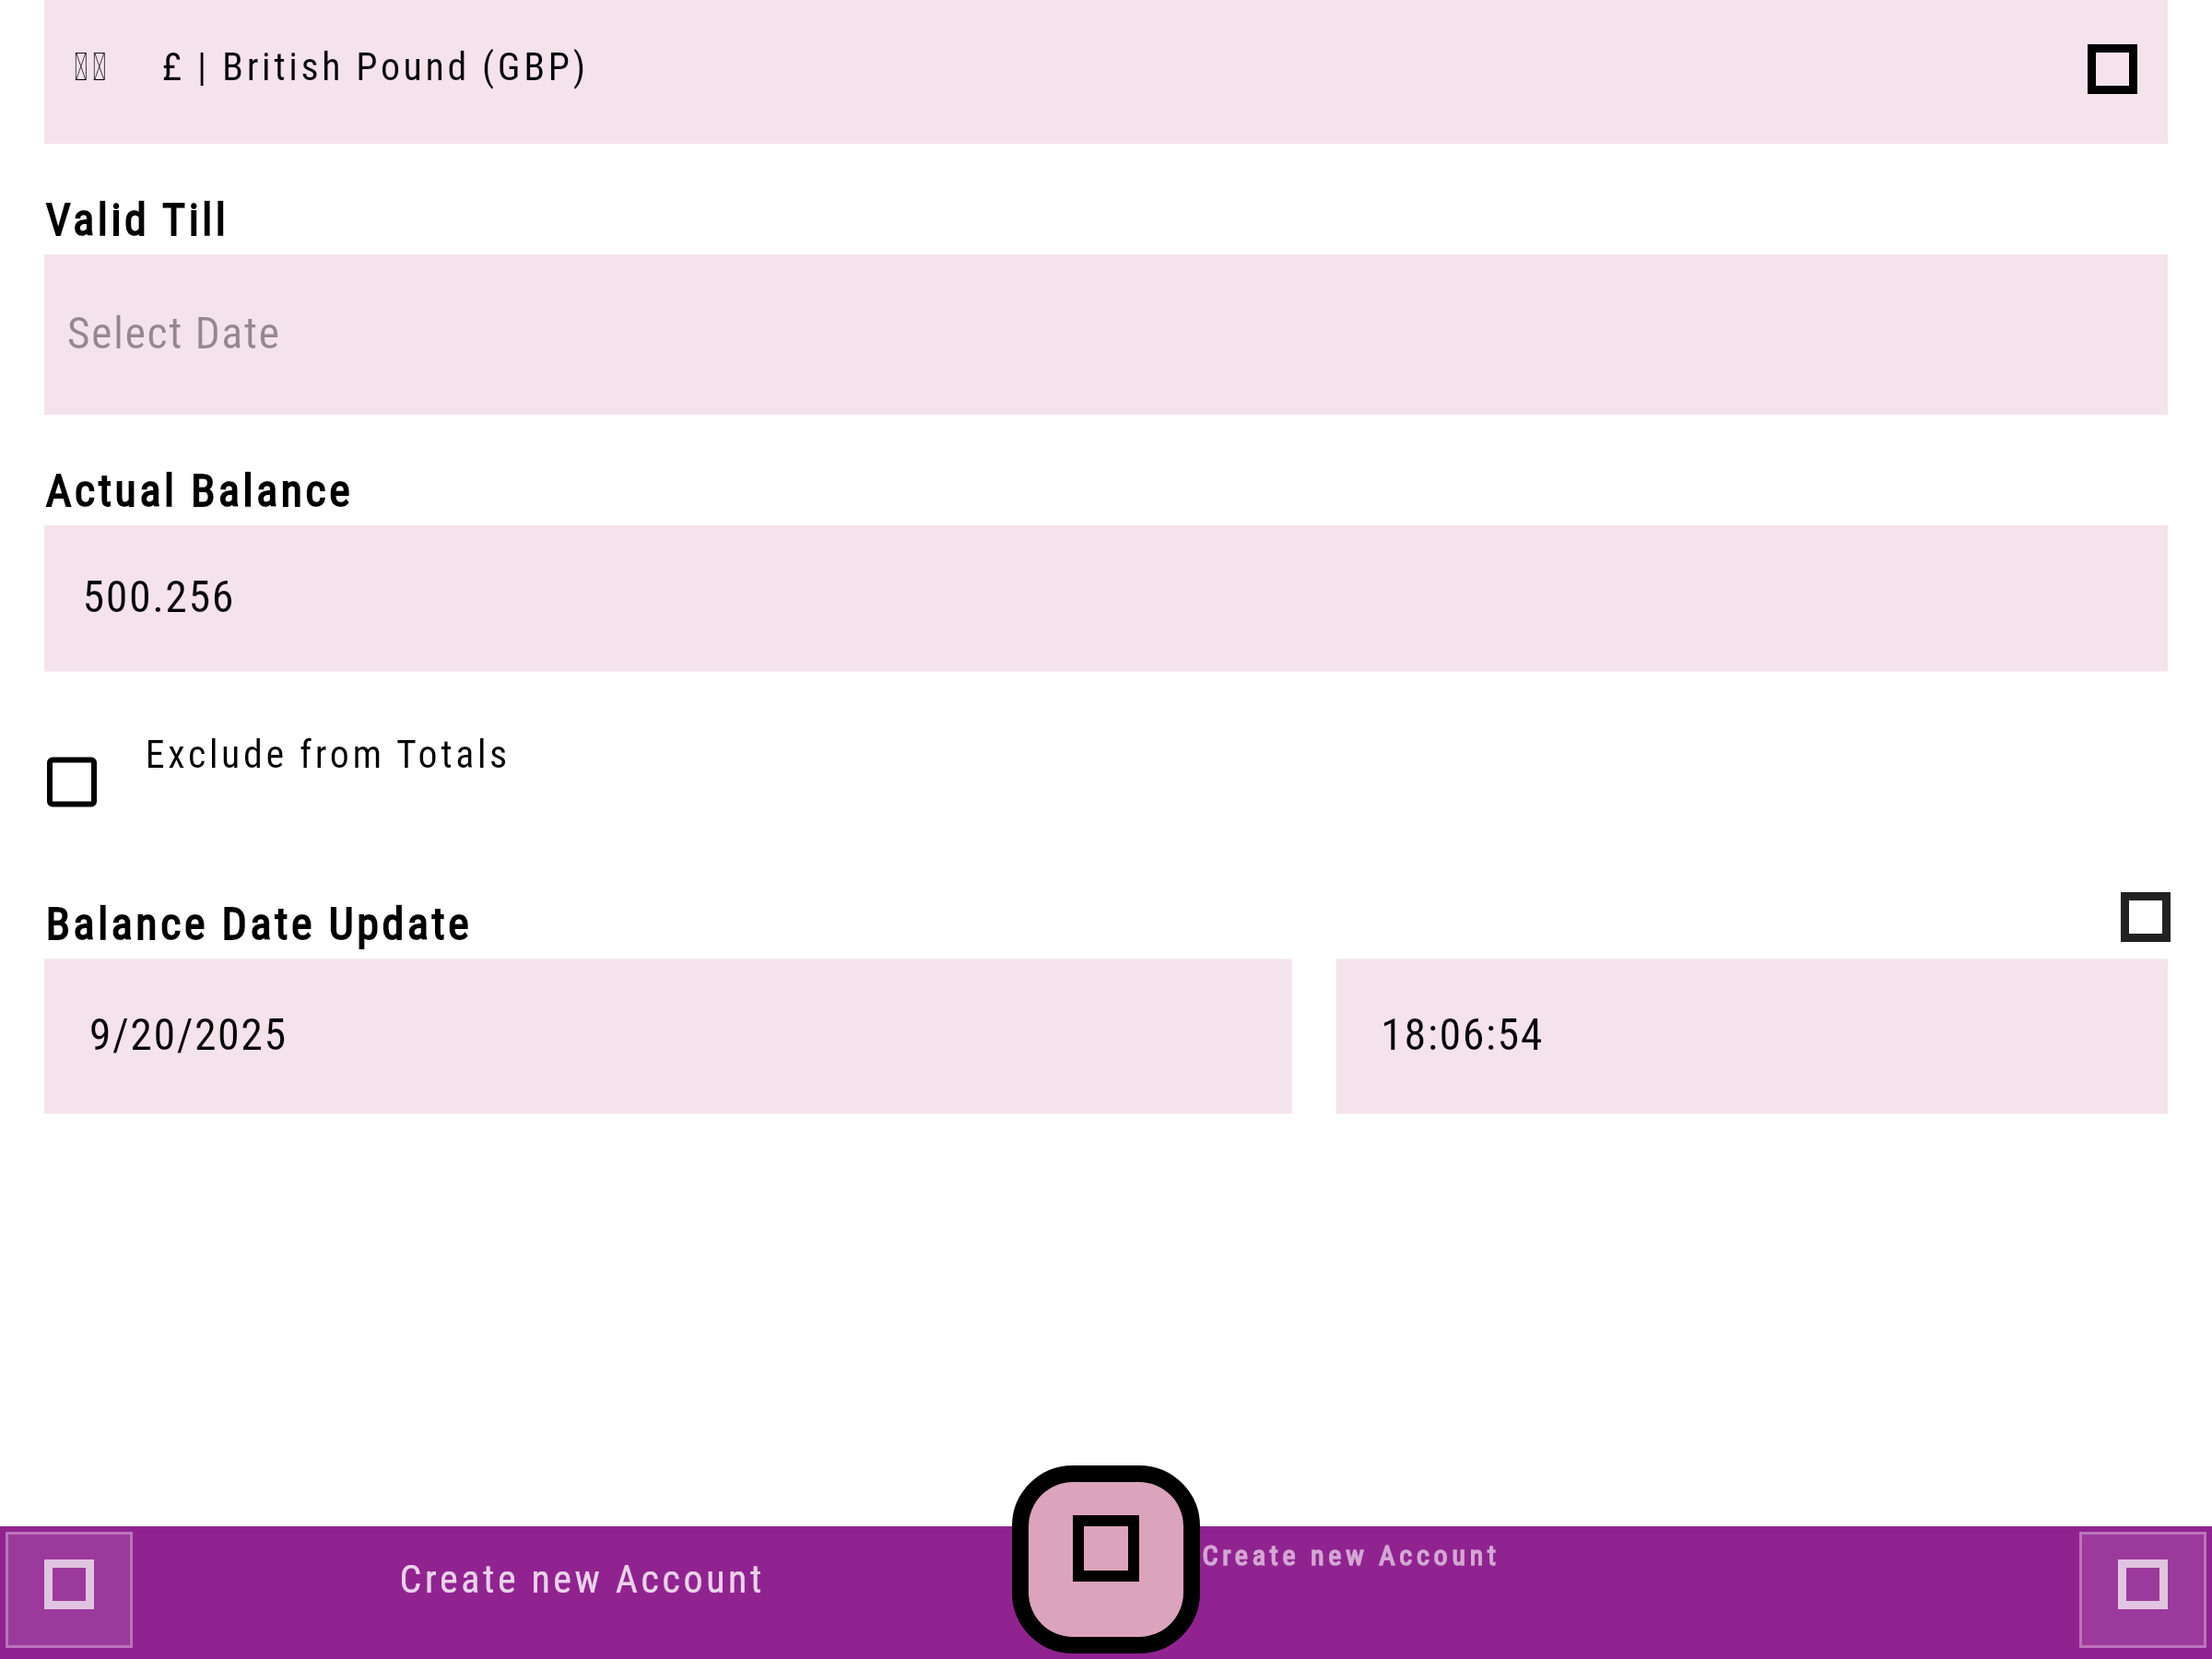 £ | British Pound (GBP)
Valid Till
Select Date
Actual Balance
500.256
Exclude from Totals
Balance Date Update
9/20/2025 18:06:54
Create new Account
Create new Account